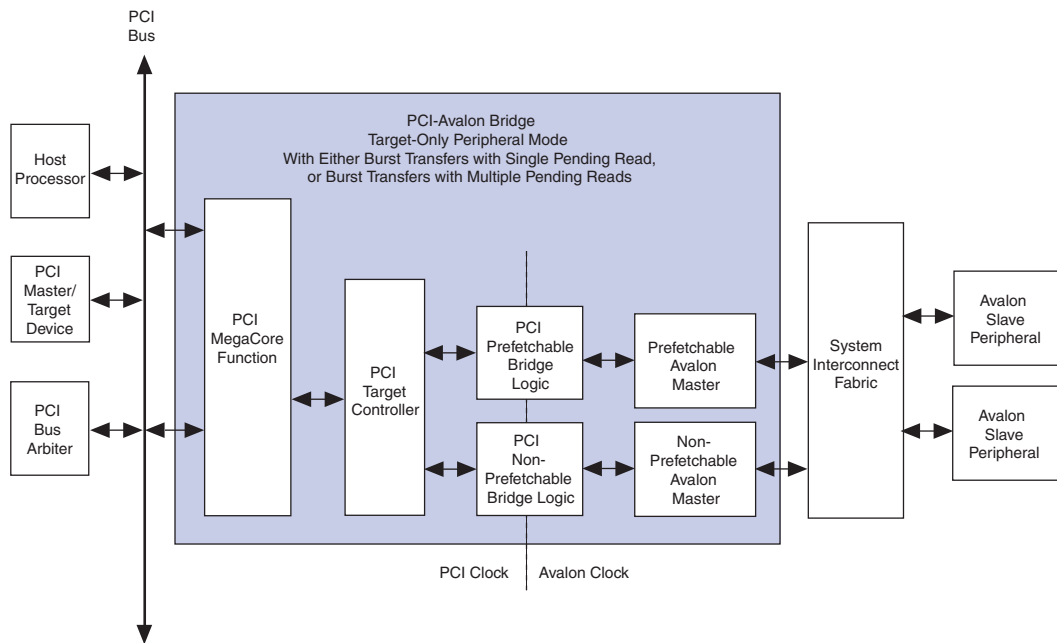 PCI
Bus
PCI-Avalon Bridge
Target-Only Peripheral Mode
With Either Burst Transfers with Single Pending Read,
or Burst Transfers with Multiple Pending Reads
Host
Processor
PCI
Master/
Target
Device
PCI
Bus
Arbiter
PCI
MegaCore
Function
PCI
Target
Controller
PCI
Prefetchable
Bridge
Logic
PCI
Non-
Prefetchable
Bridge Logic
Prefetchable
Avalon
Master
Non-
Prefetchable
Avalon
Master
System
Interconnect
Fabric
Avalon
Slave
Peripheral
Avalon
Slave
Peripheral
PCI Clock
Avalon Clock